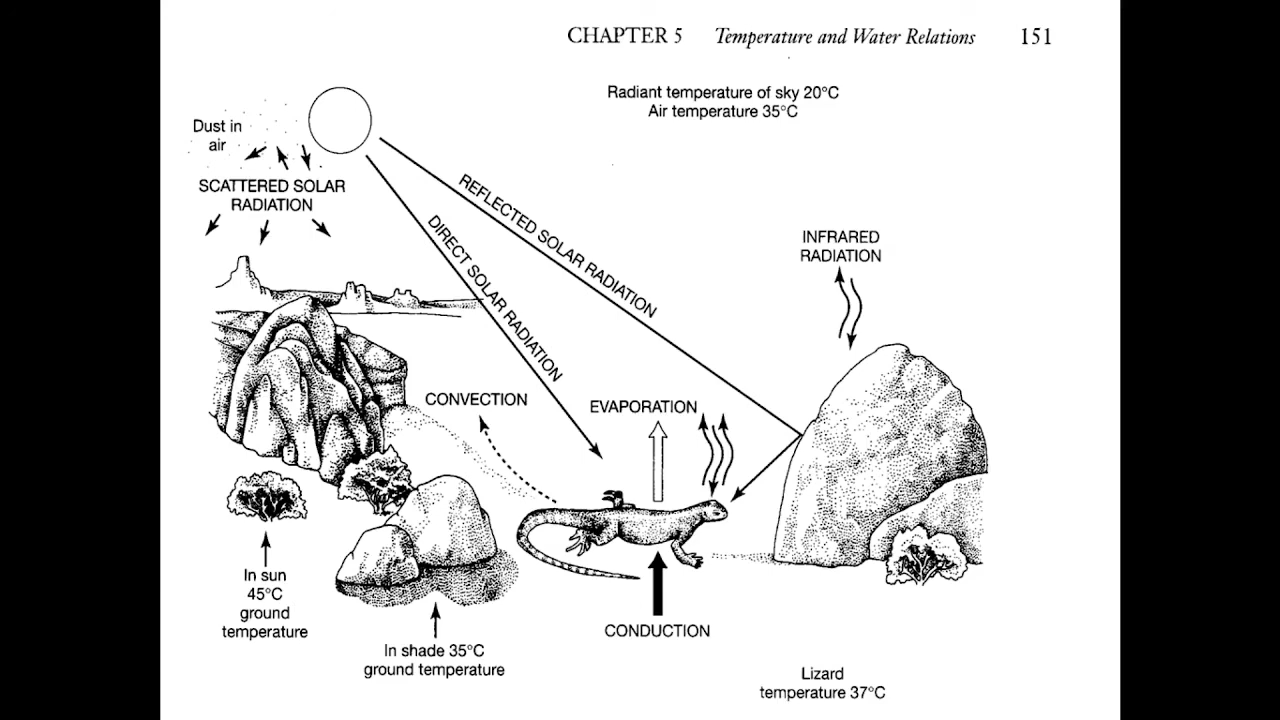 CHAPTER 5 Temperature and Water Relations 151
Radiant temperature of sky 20°C
Air temperature 35°C
Dust in
air
SCATTERED SOLAR
RADIATION
REFLECTED SOLAR RADIATION
DIRECT SOLAR RADIATION
INFRARED
RADIATION
CONVECTION
EVAPORATION
In sun
45°C
ground
temperature
CONDUCTION
In shade 35°C
ground temperature
Lizard
temperature 37°C